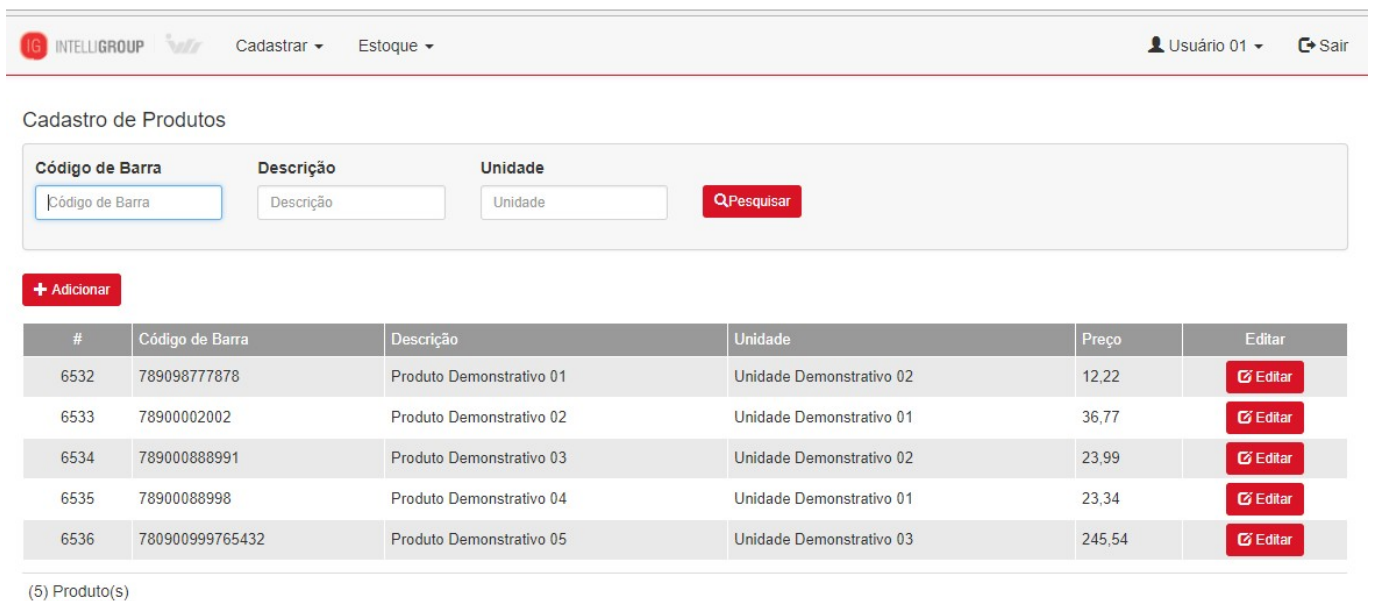 IG INTELLIGROUP Cadastrar Estoque Usuário 01 Sair
Cadastro de Produtos
Código de Barra Descrição Unidade
Código de Barra Descrição Unidade Pesquisar
Adicionar
# Código de Barra Descrição Unidade Preço Editar
6532 789098777878 Produto Demonstrativo 01 Unidade Demonstrativo 02 12,22 Editar
6533 78900002002 Produto Demonstrativo 02 Unidade Demonstrativo 01 36,77 Editar
6534 789000888991 Produto Demonstrativo 03 Unidade Demonstrativo 02 23,99 Editar
6535 78900088998 Produto Demonstrativo 04 Unidade Demonstrativo 01 23,34 Editar
6536 780900999765432 Produto Demonstrativo 05 Unidade Demonstrativo 03 245,54 Editar
(5) Produto(s)